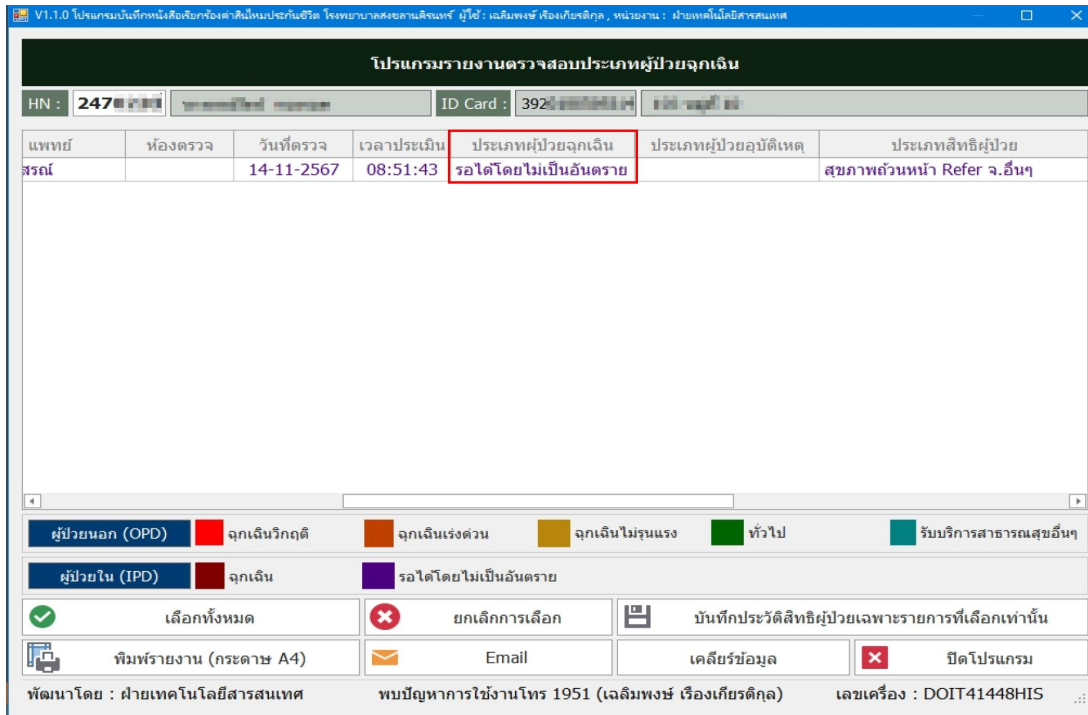 V1.1.0 โปรแกรมบันทึกหนังสือเรียกร้องค่าสินไหมประกันชีวิต โรงพยาบาลสงขลานครินทร์ ผู้ใช้ : เฉลิมพงษ์ เรืองเกียรติกุล , หน่วยงาน : ฝ่ายเทคโนโลยีสารสนเทศ
โปรแกรมรายงานตรวจสอบประเภทผู้ป่วยฉุกเฉิน
HN : 247 ID Card : 392
แพทย์ ห้องตรวจ วันที่ตรวจ เวลาประเมิน ประเภทผู้ป่วยฉุกเฉิน ประเภทผู้ป่วยอุบัติเหตุ ประเภทสิทธิผู้ป่วย
สรณ์ 14-11-2567 08:51:43 รอได้โดยไม่เป็นอันตราย สุขภาพถ้วนหน้า Refer จ.อื่นๆ
ผู้ป่วยนอก (OPD) ฉุกเฉินวิกฤติ ฉุกเฉินเร่งด่วน ฉุกเฉินไม่รุนแรง ทั่วไป รับบริการสาธารณสุขอื่นๆ
ผู้ป่วยใน (IPD) ฉุกเฉิน รอได้โดยไม่เป็นอันตราย
เลือกทั้งหมด ยกเลิกการเลือก บันทึกประวัติสิทธิผู้ป่วยเฉพาะรายการที่เลือกเท่านั้น
พิมพ์รายงาน (กระดาษ A4) Email เคลียร์ข้อมูล ปิดโปรแกรม
พัฒนาโดย : ฝ่ายเทคโนโลยีสารสนเทศ พบปัญหาการใช้งานโทร 1951 (เฉลิมพงษ์ เรืองเกียรติกุล) เลขเครื่อง : DOIT41448HIS